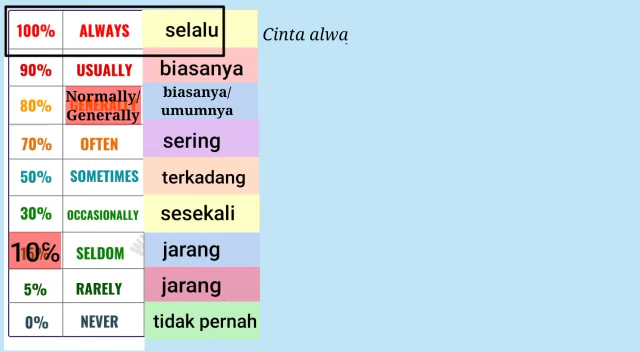 100% ALWAYS selalu Cinta alwa
90% USUALLY biasanya
80% Normally/ Generally biasanya/ umumnya
70% OFTEN sering
50% SOMETIMES terkadang
30% OCCASIONALLY sesekali
10% SELDOM jarang
5% RARELY jarang
0% NEVER tidak pernah